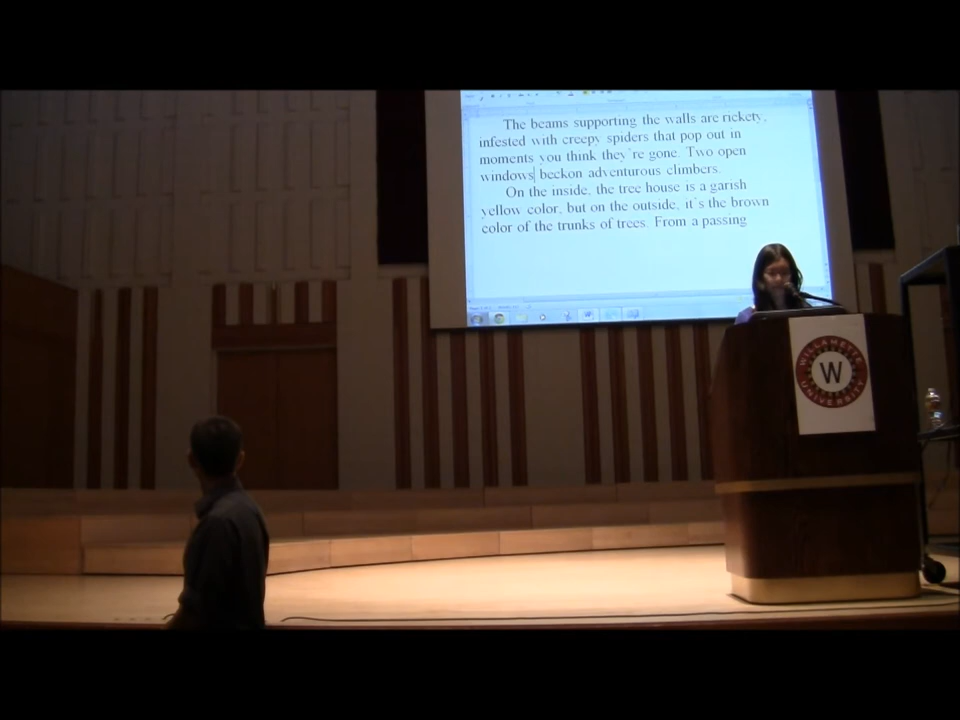 The beams supporting the walls are rickety,
infested with creepy spiders that pop out in
moments you think they're gone. Two open
windows beckon adventurous climbers.
On the inside, the tree house is a garish
yellow color, but on the outside, it's the brown
color of the trunks of trees. From a passing
WILLAMETTE
W
UNIVERSITY